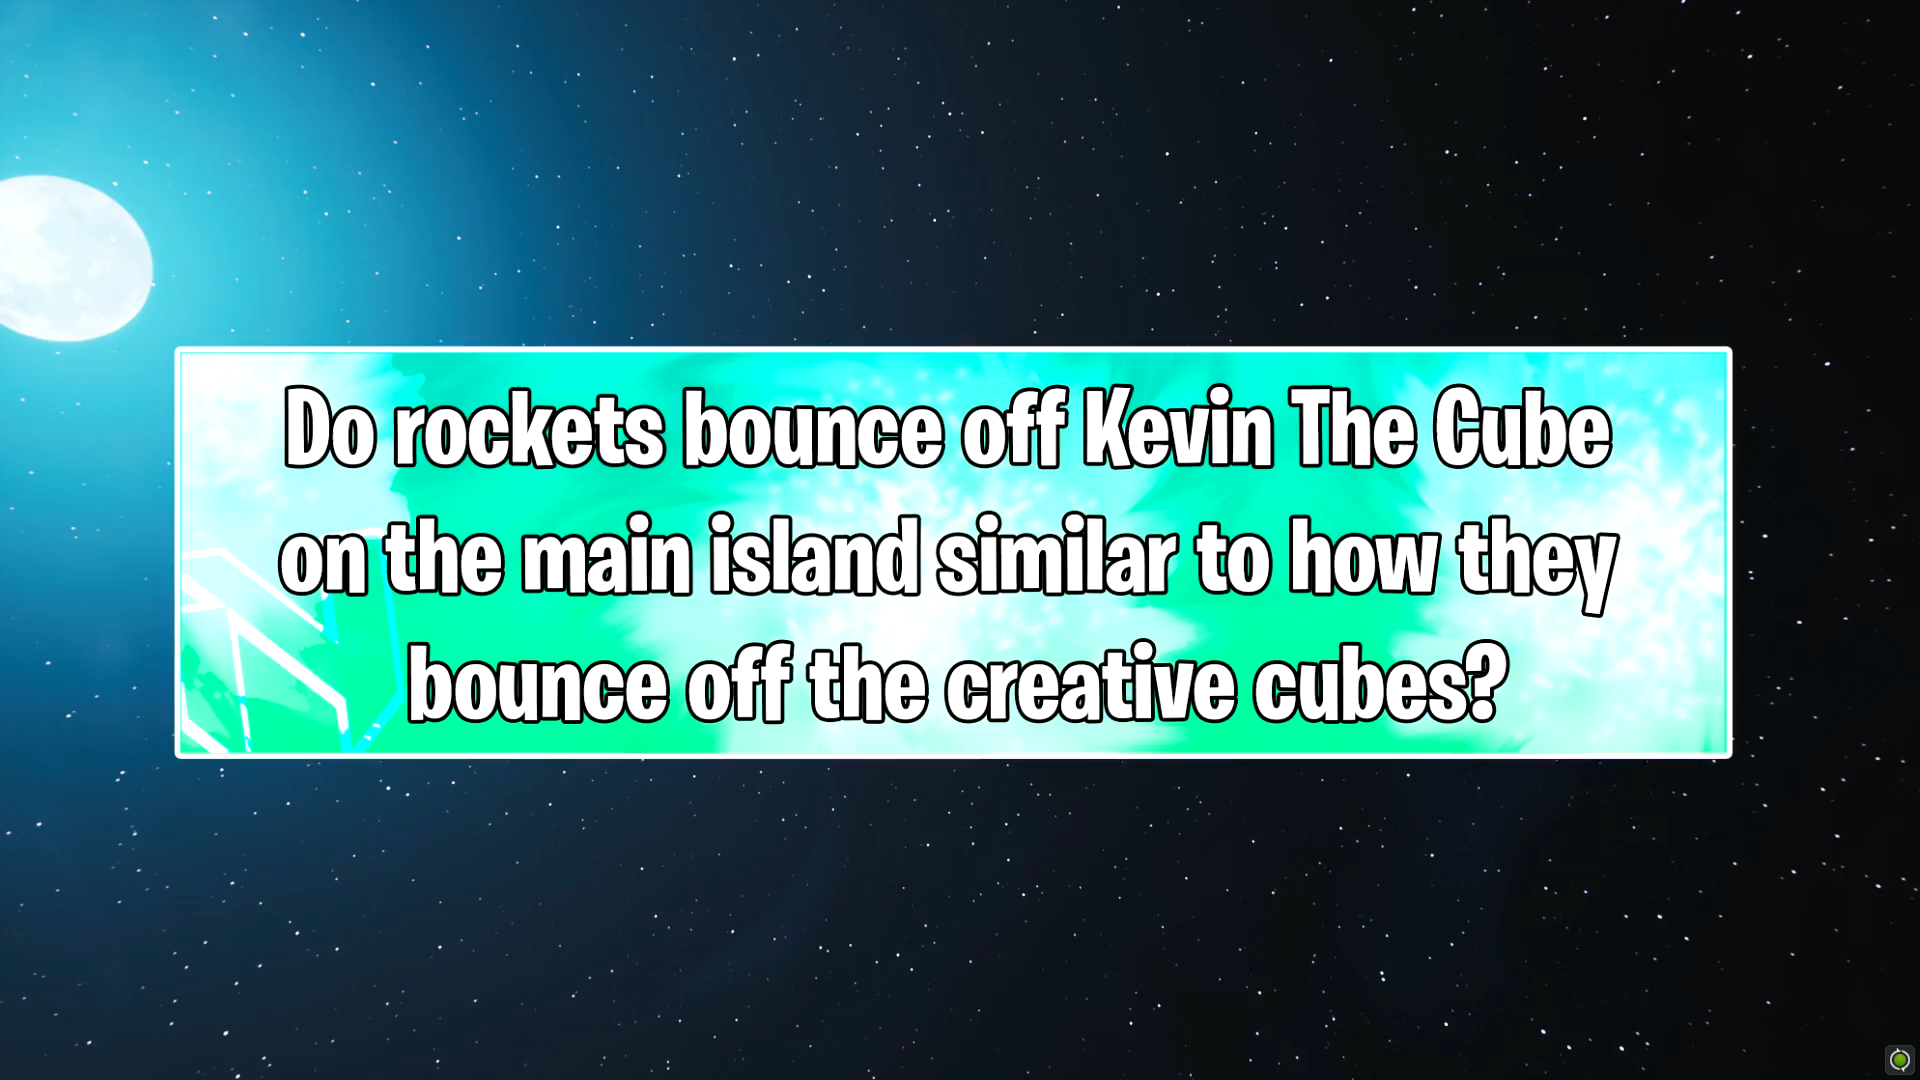 Do rockets bounce off Kevin The Cube
on the main island similar to how they
bounce off the creative cubes?